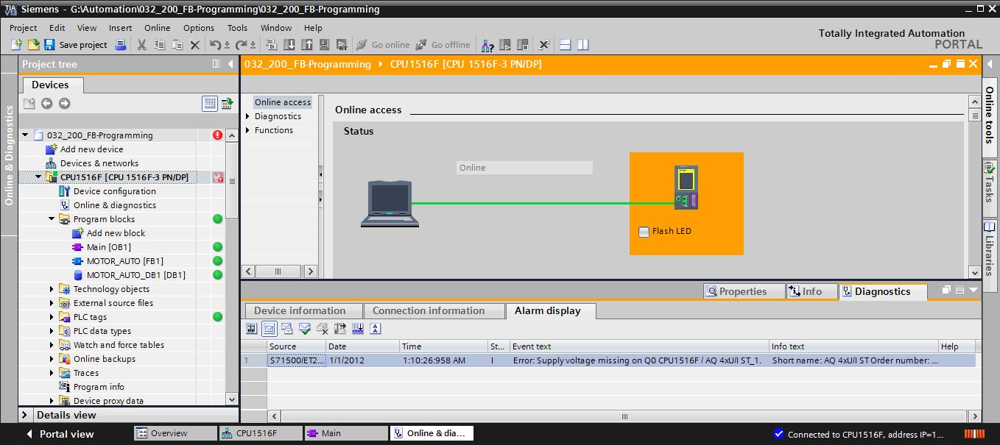 TIA V13 Siemens - G:\Automation\032_200_FB-Programming\032_200_FB-Programming
Project Edit View Insert Online Options Tools Window Help
Totally Integrated Automation
PORTAL
Save project Go online Go offline
Project tree
032_200_FB-Programming CPU1516F [CPU 1516F-3 PN/DP]
Devices
Online & Diagnostics
032_200_FB-Programming
Add new device
Devices & networks
CPU1516F [CPU 1516F-3 PN/DP]
Device configuration
Online & diagnostics
Program blocks
Add new block
Main [OB1]
MOTOR_AUTO [FB1]
MOTOR_AUTO_DB1 [DB1]
Technology objects
External source files
PLC tags
PLC data types
Watch and force tables
Online backups
Traces
Program info
Device proxy data
Details view
Online access
Diagnostics
Functions
Online access
Status
Online
Flash LED
Online tools
Tasks
Libraries
Properties Info Diagnostics
Device information Connection information Alarm display
Source Date Time St... Event text Info text Help
1 S71500/ET2... 1/1/2012 1:10:26:958 AM I Error: Supply voltage missing on Q0 CPU1516F / AQ 4xU/I ST_1. Short name: AQ 4xU/I ST Order number: ...
Portal view Overview CPU1516F Main Online & dia... Connected to CPU1516F, address IP=1...